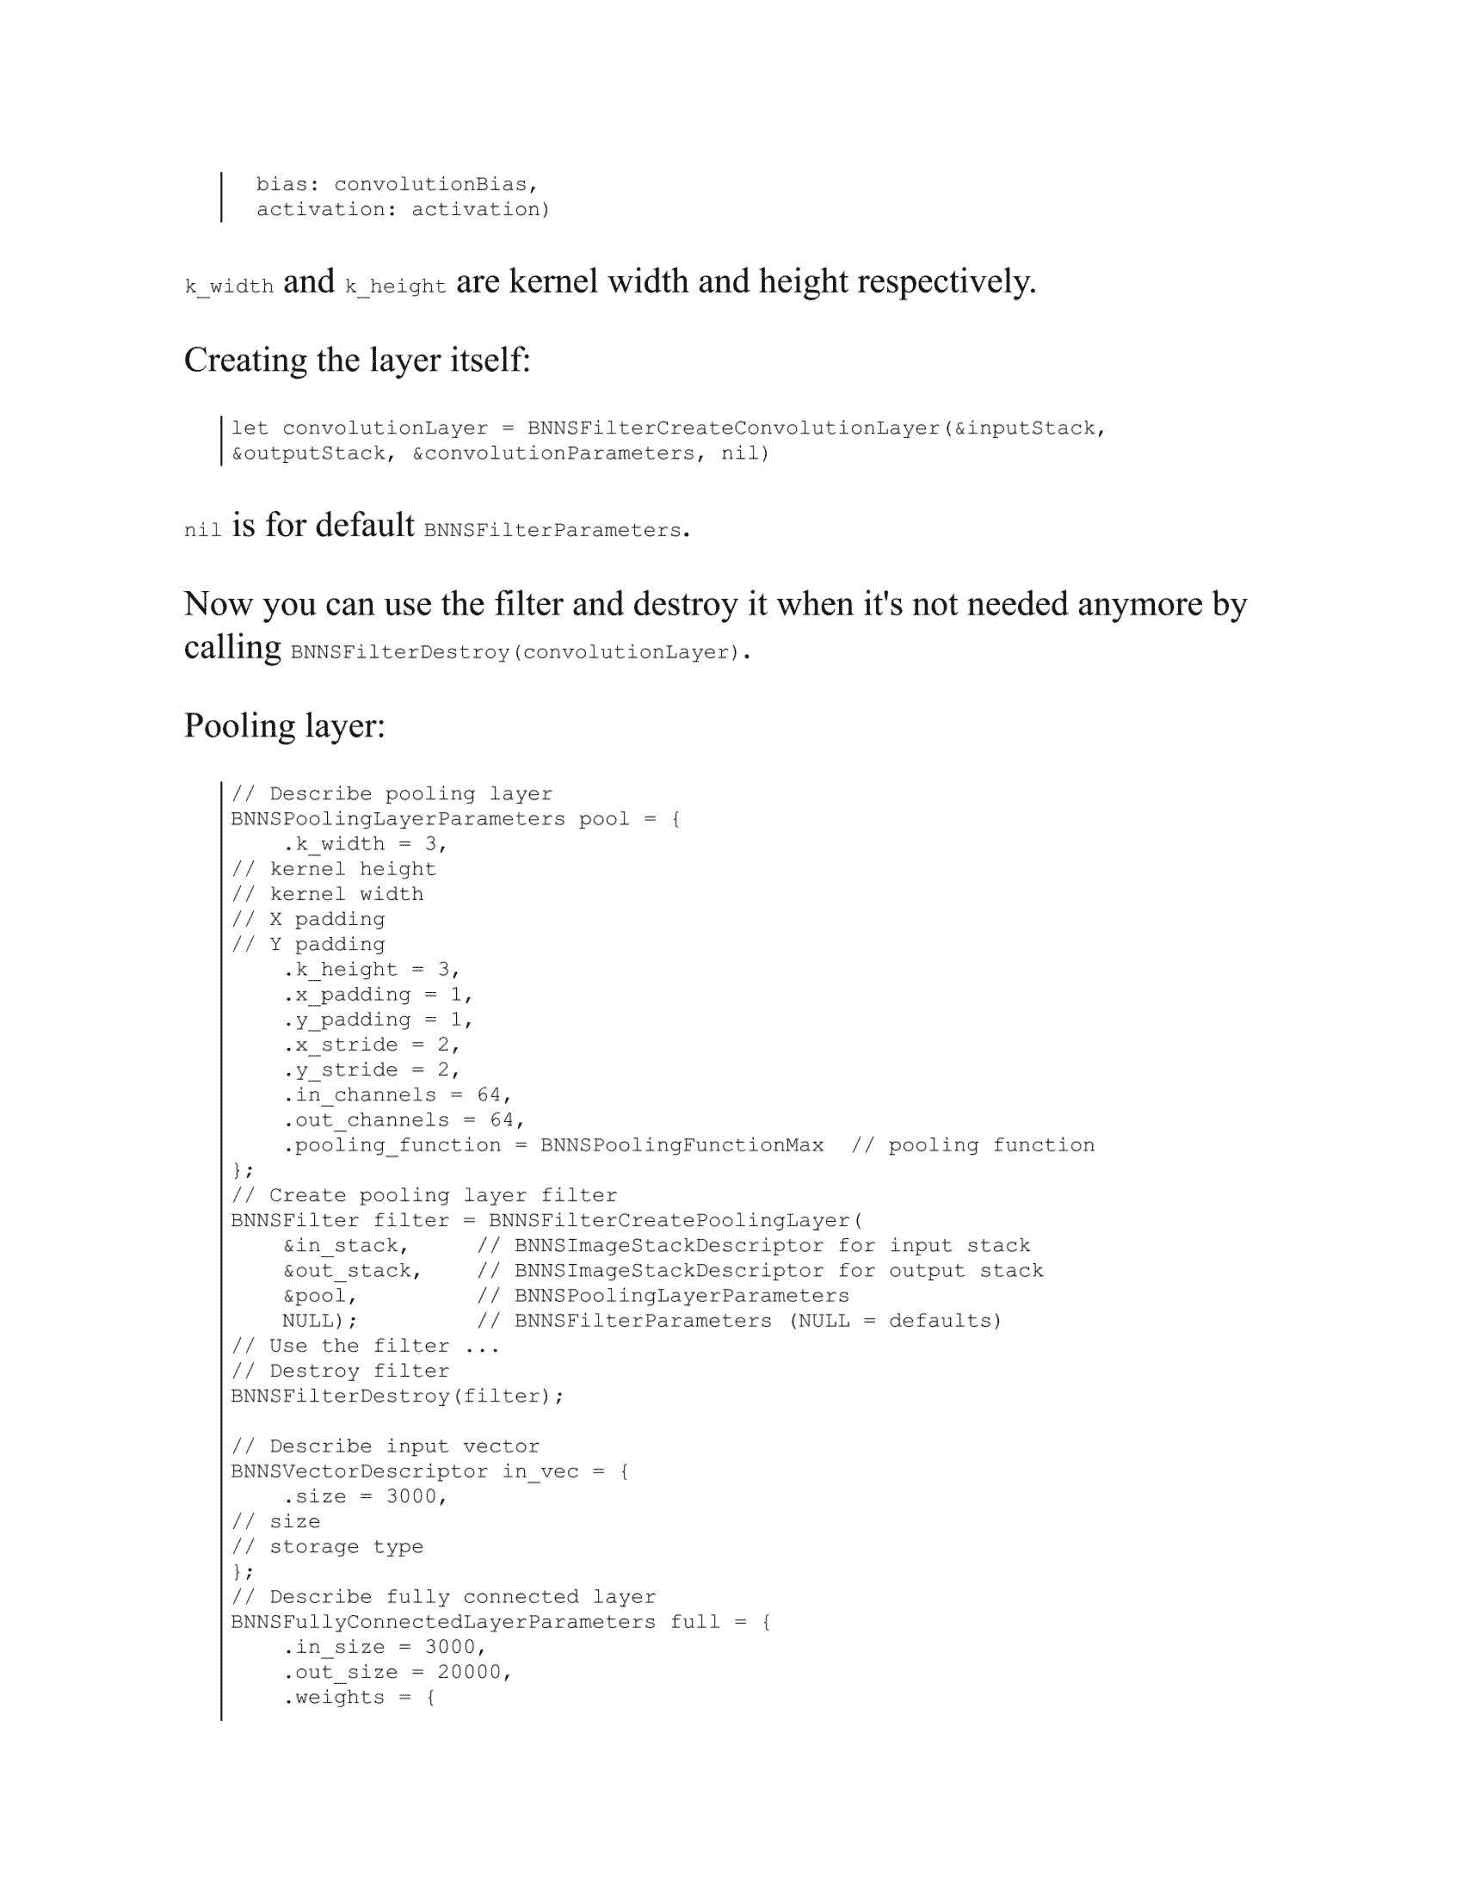 bias: convolutionBias,
activation: activation)
k_width and k_height are kernel width and height respectively.
Creating the layer itself:
let convolutionLayer = BNNSFilterCreateConvolutionLayer(&inputStack,
&outputStack, &convolutionParameters, nil)
nil is for default BNNSFilterParameters.
Now you can use the filter and destroy it when it's not needed anymore by
calling BNNSFilterDestroy(convolutionLayer).
Pooling layer:
// Describe pooling layer
BNNSPoolingLayerParameters pool = {
    .k_width = 3,
// kernel height
// kernel width
// X padding
// Y padding
    .k_height = 3,
    .x_padding = 1,
    .y_padding = 1,
    .x_stride = 2,
    .y_stride = 2,
    .in_channels = 64,
    .out_channels = 64,
    .pooling_function = BNNSPoolingFunctionMax  // pooling function
};
// Create pooling layer filter
BNNSFilter filter = BNNSFilterCreatePoolingLayer(
    &in_stack,     // BNNSImageStackDescriptor for input stack
    &out_stack,    // BNNSImageStackDescriptor for output stack
    &pool,         // BNNSPoolingLayerParameters
    NULL);         // BNNSFilterParameters (NULL = defaults)
// Use the filter ...
// Destroy filter
BNNSFilterDestroy(filter);
// Describe input vector
BNNSVectorDescriptor in_vec = {
    .size = 3000,
// size
// storage type
};
// Describe fully connected layer
BNNSFullyConnectedLayerParameters full = {
    .in_size = 3000,
    .out_size = 20000,
    .weights = {